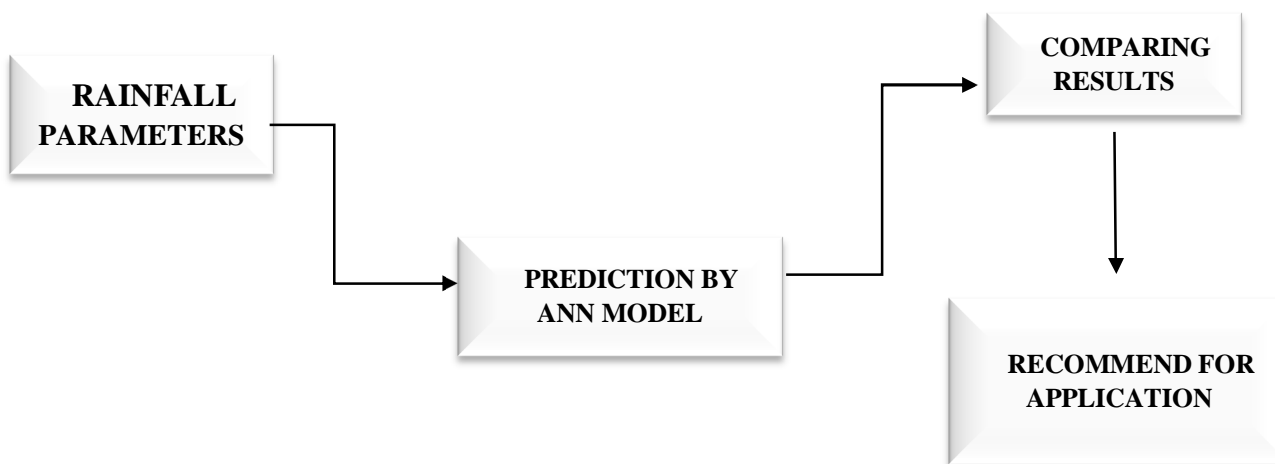 RAINFALL
PARAMETERS
PREDICTION BY
ANN MODEL
COMPARING
RESULTS
RECOMMEND FOR
APPLICATION